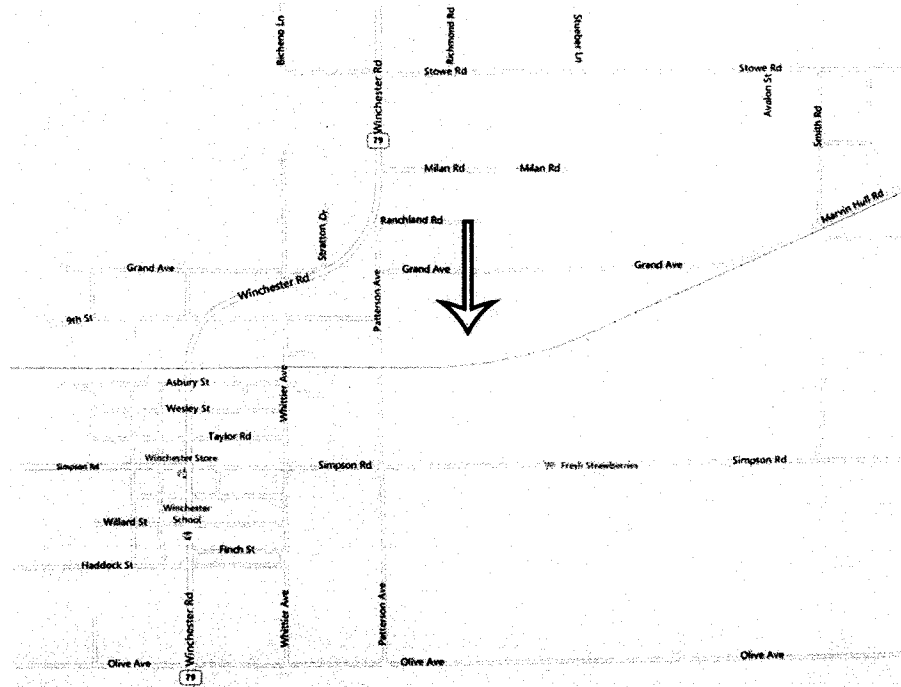 Bicheno Ln
Richmond Rd
Stueber Ln
Stowe Rd
Stowe Rd
Avalon St
Smith Rd
Winchester Rd
79
Milan Rd
Milan Rd
Marvin Hull Rd
Stratton Dr
Ranchland Rd
Grand Ave
Grand Ave
Grand Ave
Winchester Rd
Patterson Ave
9th St
Asbury St
Whittier Ave
Wesley St
Taylor Rd
Winchester Store
Simpson Rd
Simpson Rd
Fresh Strawberries
Simpson Rd
Winchester
School
Willard St
Finch St
Haddock St
Winchester Rd
Whittier Ave
Patterson Ave
Olive Ave
Olive Ave
Olive Ave
79